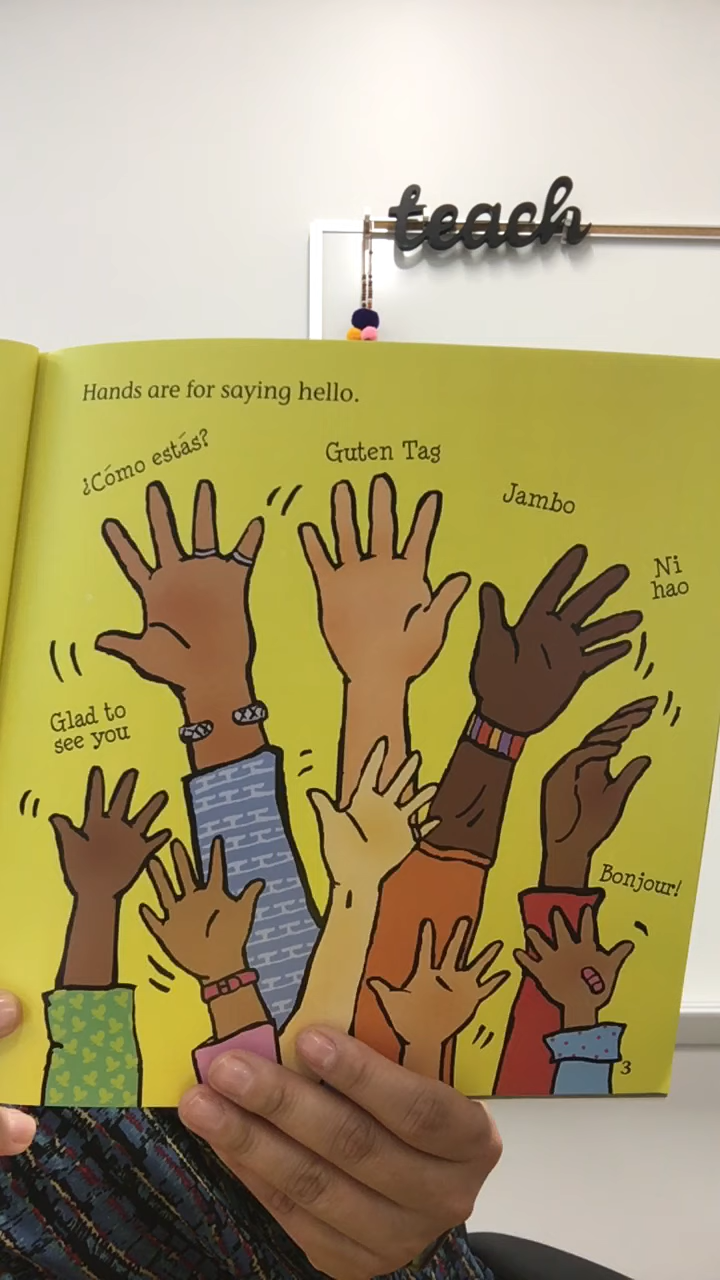 teach
Hands are for saying hello.
¿Cómo estás?
Guten Tag
Jambo
Ni
hao
Glad to
see you
Bonjour!
3